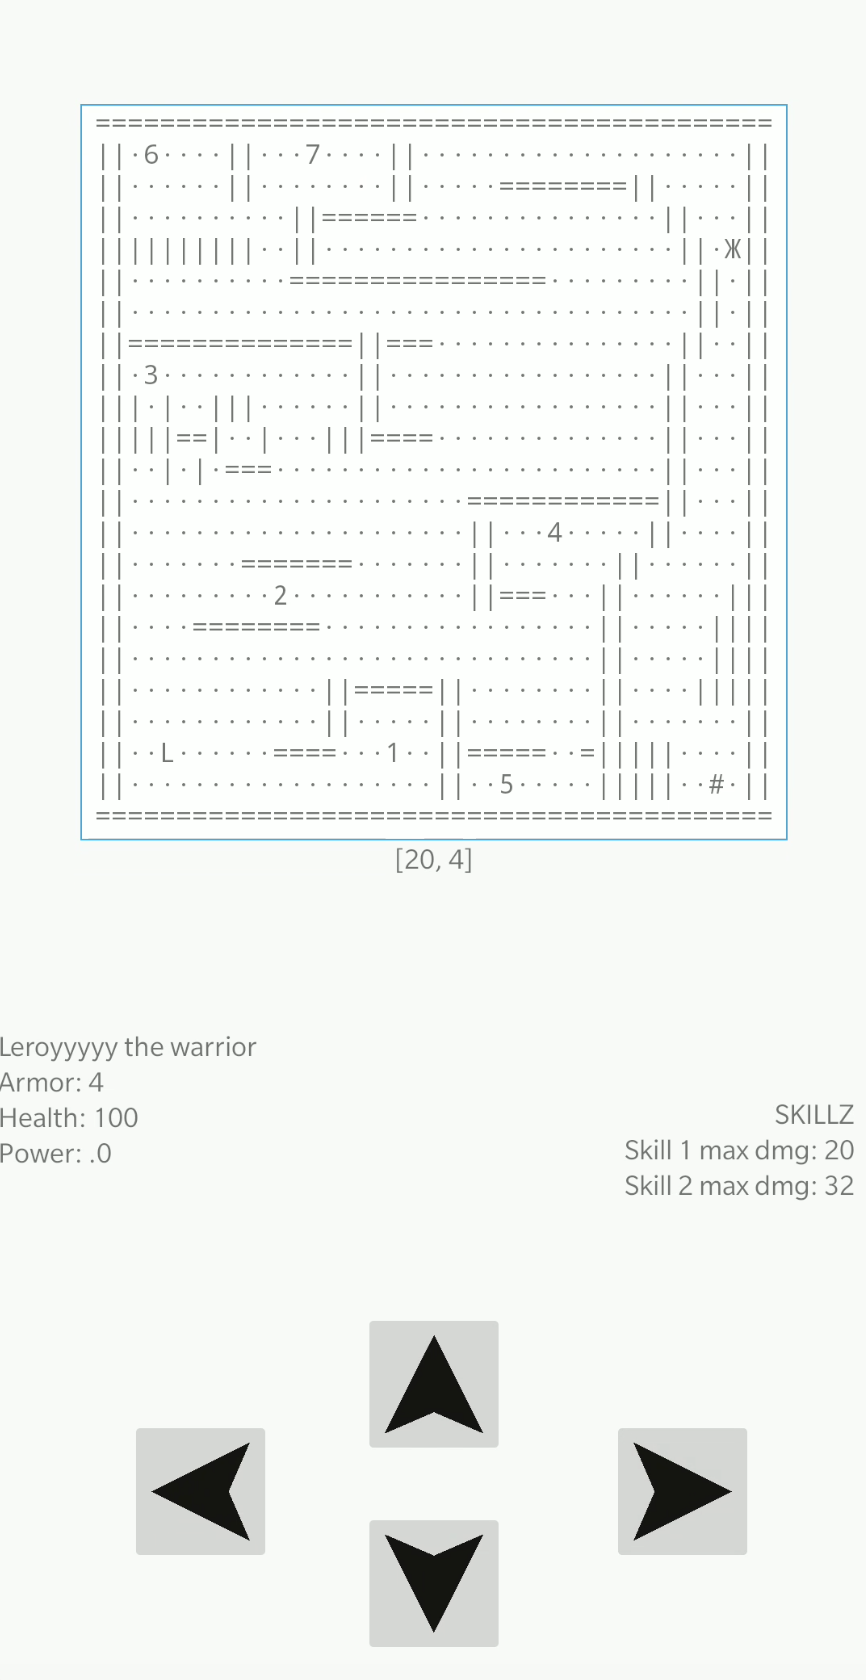 ==========================================
||·6····||···7····||····················||
||······||········||·····========||·····||
||··········||======···············||···||
||||||||||··||······················||·Ж||
||··········================·········||·||
||···································||·||
||==============||===···············||··||
||·3············||·················||···||
|||·|··|||······||·················||···||
|||||==|··|···|||====··············||···||
||··|·|·===························||···||
||·····················============||···||
||·····················||···4·····||····||
||·······=======·······||·······||······||
||·········2···········||===···||······|||
||····========·················||·····||||
||·····························||·····||||
||············||=====||········||····|||||
||············||·····||········||·······||
||··L······====···1··||=====··=|||||····||
||···················||··5·····|||||··#·||
==========================================
[20, 4]
Leroyyyyy the warrior
Armor: 4
Health: 100
Power: .0
SKILLZ
Skill 1 max dmg: 20
Skill 2 max dmg: 32